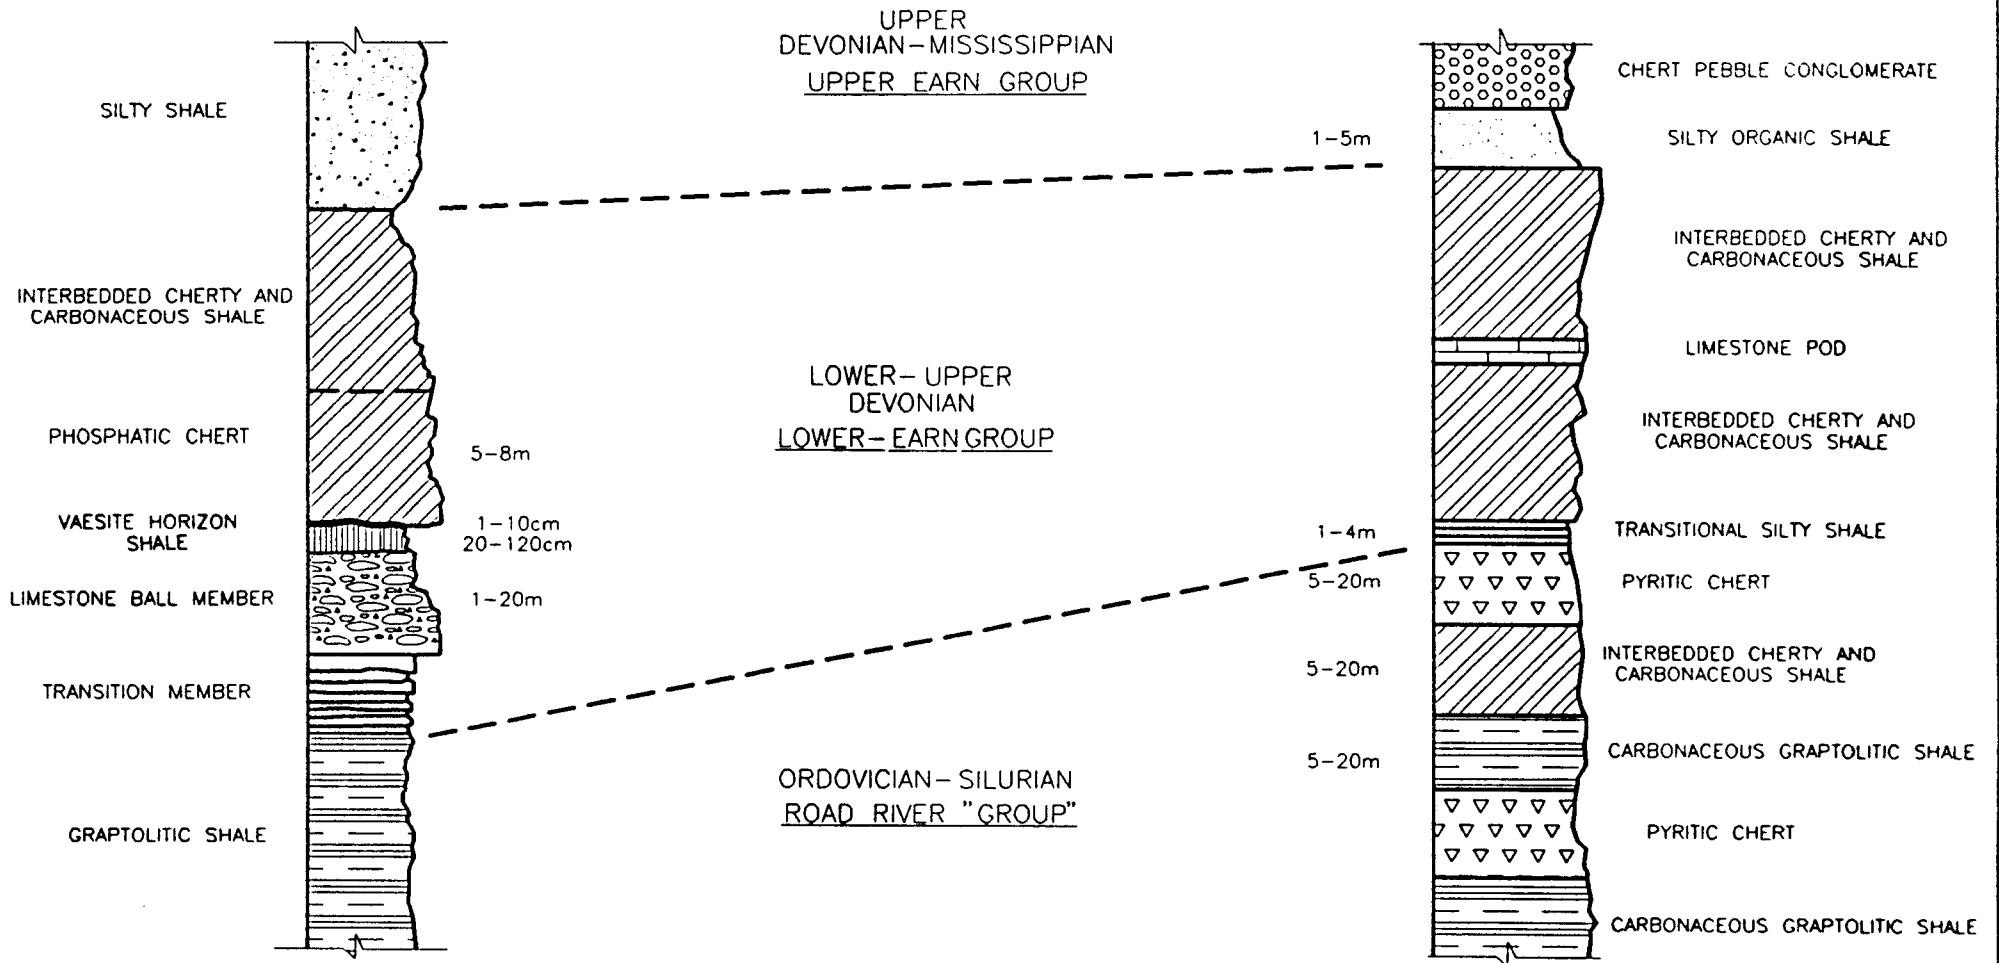 UPPER
DEVONIAN-MISSISSIPPIAN
UPPER EARN GROUP
SILTY SHALE
INTERBEDDED CHERTY AND
CARBONACEOUS SHALE
PHOSPHATIC CHERT
5-8m
VAESITE HORIZON
SHALE
1-10cm
20-120cm
LIMESTONE BALL MEMBER
1-20m
TRANSITION MEMBER
GRAPTOLITIC SHALE
LOWER-UPPER
DEVONIAN
LOWER-EARN GROUP
ORDOVICIAN-SILURIAN
ROAD RIVER "GROUP"
CHERT PEBBLE CONGLOMERATE
1-5m
SILTY ORGANIC SHALE
INTERBEDDED CHERTY AND
CARBONACEOUS SHALE
LIMESTONE POD
INTERBEDDED CHERTY AND
CARBONACEOUS SHALE
1-4m
TRANSITIONAL SILTY SHALE
5-20m
PYRITIC CHERT
INTERBEDDED CHERTY AND
CARBONACEOUS SHALE
5-20m
CARBONACEOUS GRAPTOLITIC SHALE
5-20m
PYRITIC CHERT
CARBONACEOUS GRAPTOLITIC SHALE